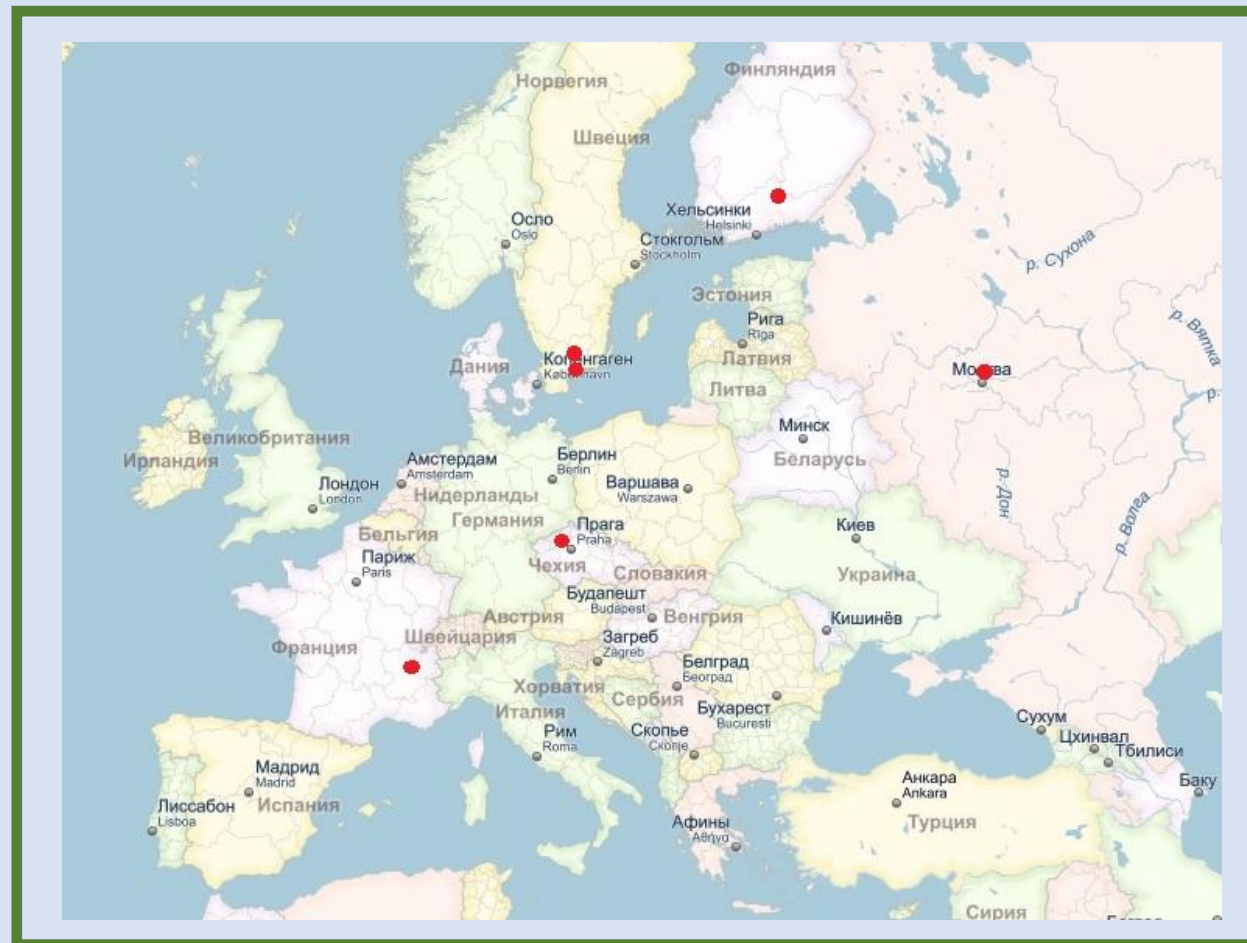 Норвегия
Финляндия
Швеция
Хельсинки
Helsinki
Осло
Oslo
Стокгольм
Stockholm
р. Сухона
Эстония
Рига
Rīga
р. Вятка
Латвия
Дания
Литва
Минск
Беларусь
Великобритания
Ирландия
Амстердам
Amsterdam
Берлин
Berlin
Нидерланды
Варшава
Warszawa
Лондон
London
Германия
р. Дон
р. Волга
Бельгия
Прага
Praha
Киев
Париж
Paris
Чехия
Словакия
Украина
Будапешт
Budapest
Австрия
Венгрия
Кишинёв
Швейцария
Франция
Загреб
Zagreb
Белград
Београд
Хорватия
Сербия
Италия
Бухарест
Bucuresti
Рим
Roma
Скопье
Скопје
Сухум
Цхинвал
Тбилиси
Мадрид
Madrid
Анкара
Ankara
Баку
Лиссабон
Lisboa
Испания
Афины
Αθήνα
Турция
Сирия